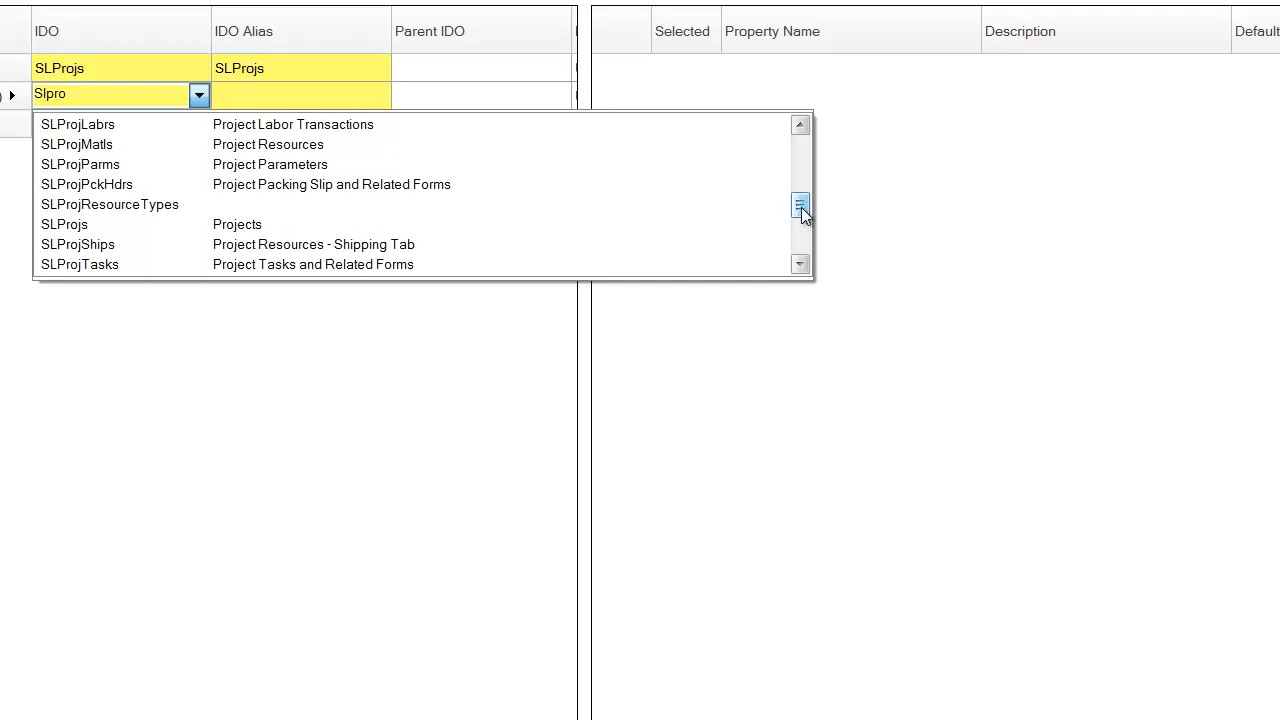 IDO IDO Alias Parent IDO Selected Property Name Description Default
SLProjs SLProjs
Slpro
SLProjLabrs Project Labor Transactions
SLProjMatls Project Resources
SLProjParms Project Parameters
SLProjPckHdrs Project Packing Slip and Related Forms
SLProjResourceTypes
SLProjs Projects
SLProjShips Project Resources - Shipping Tab
SLProjTasks Project Tasks and Related Forms